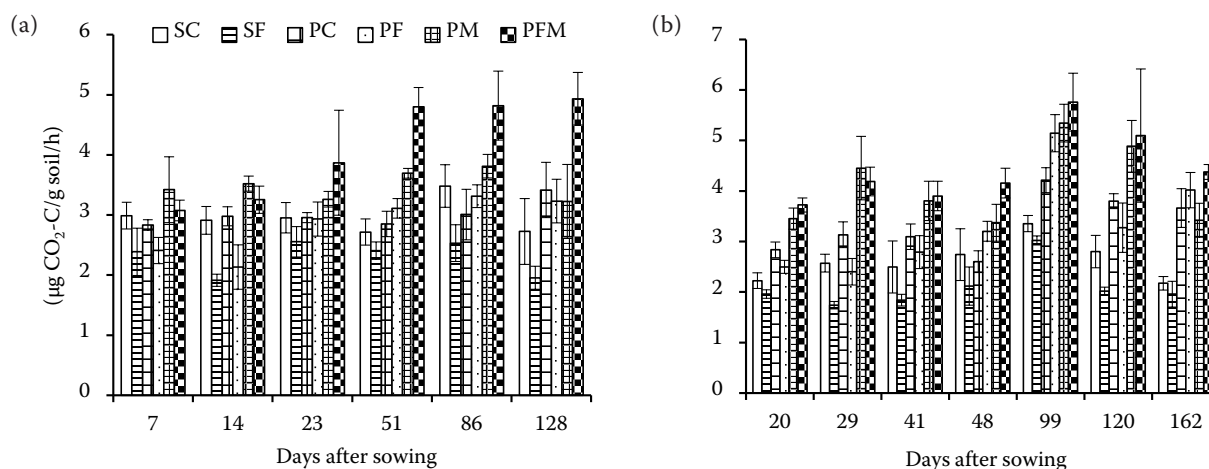 (a)
SC SF PC PF PM PFM
(µg CO2-C/g soil/h)
6
5
4
3
2
1
0
7 14 23 51 86 128
Days after sowing
(b)
7
6
5
4
3
2
1
0
20 29 41 48 99 120 162
Days after sowing